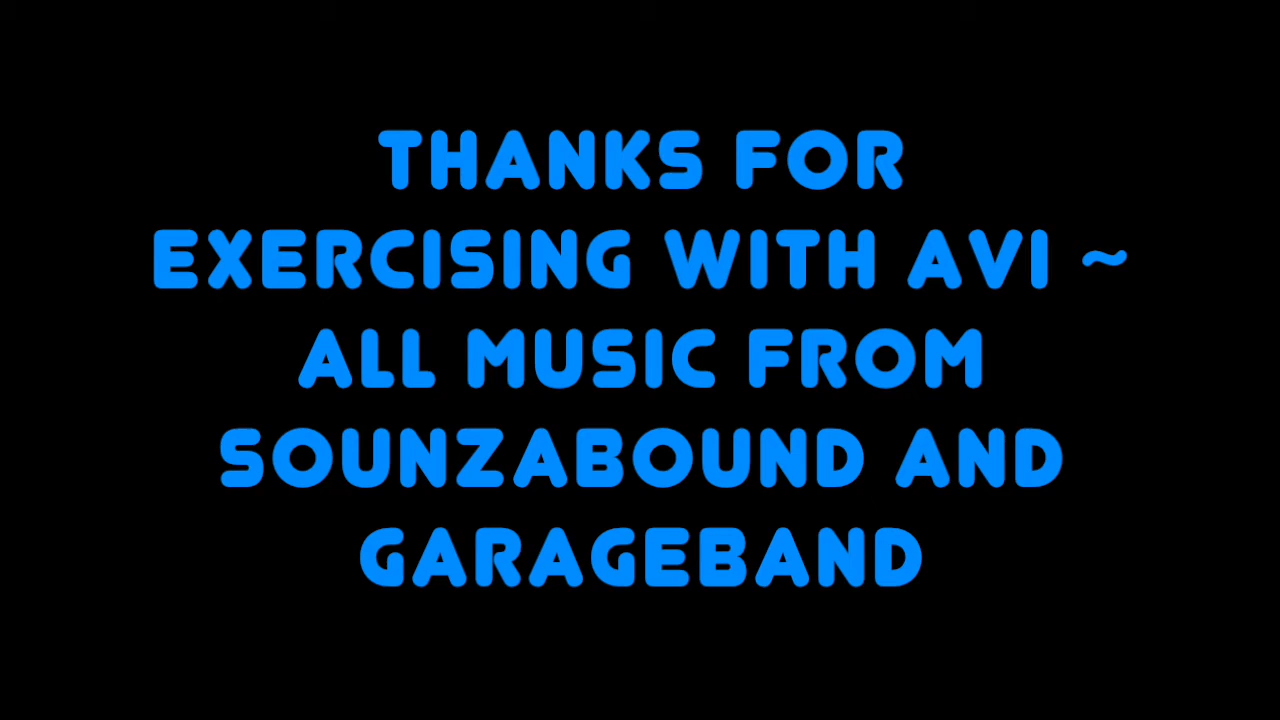 THANKS FOR
EXERCISING WITH AVI ~
ALL MUSIC FROM
SOUNZABOUND AND
GARAGEBAND